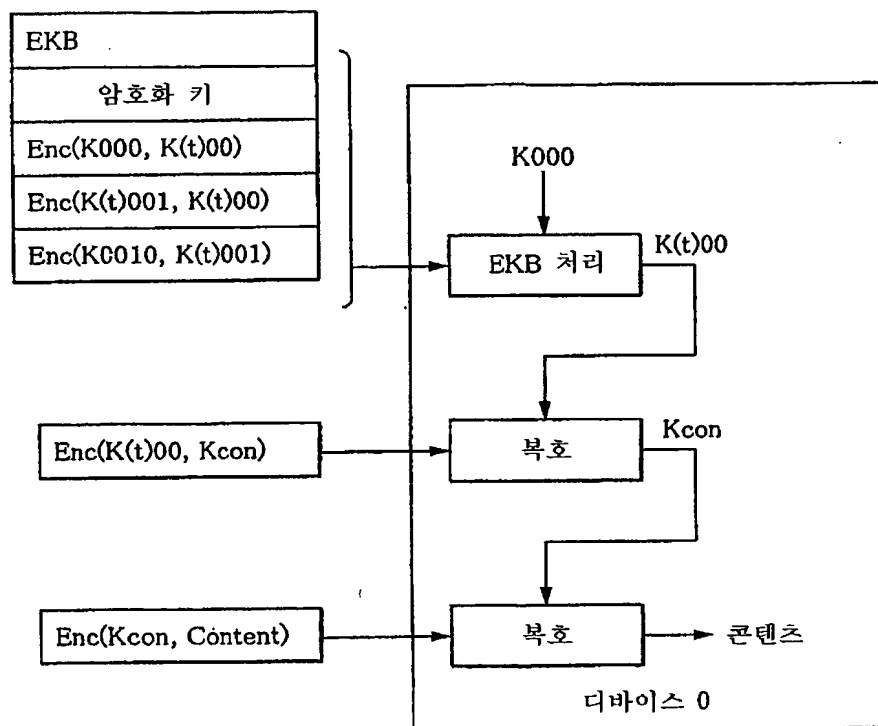 EKB
암호화 키
Enc(K000, K(t)00)
Enc(K(t)001, K(t)00)
Enc(K0010, K(t)001)
K000
EKB 처리
K(t)00
Enc(K(t)00, Kcon)
복호
Kcon
Enc(Kcon, Content)
복호
콘텐츠
디바이스 0